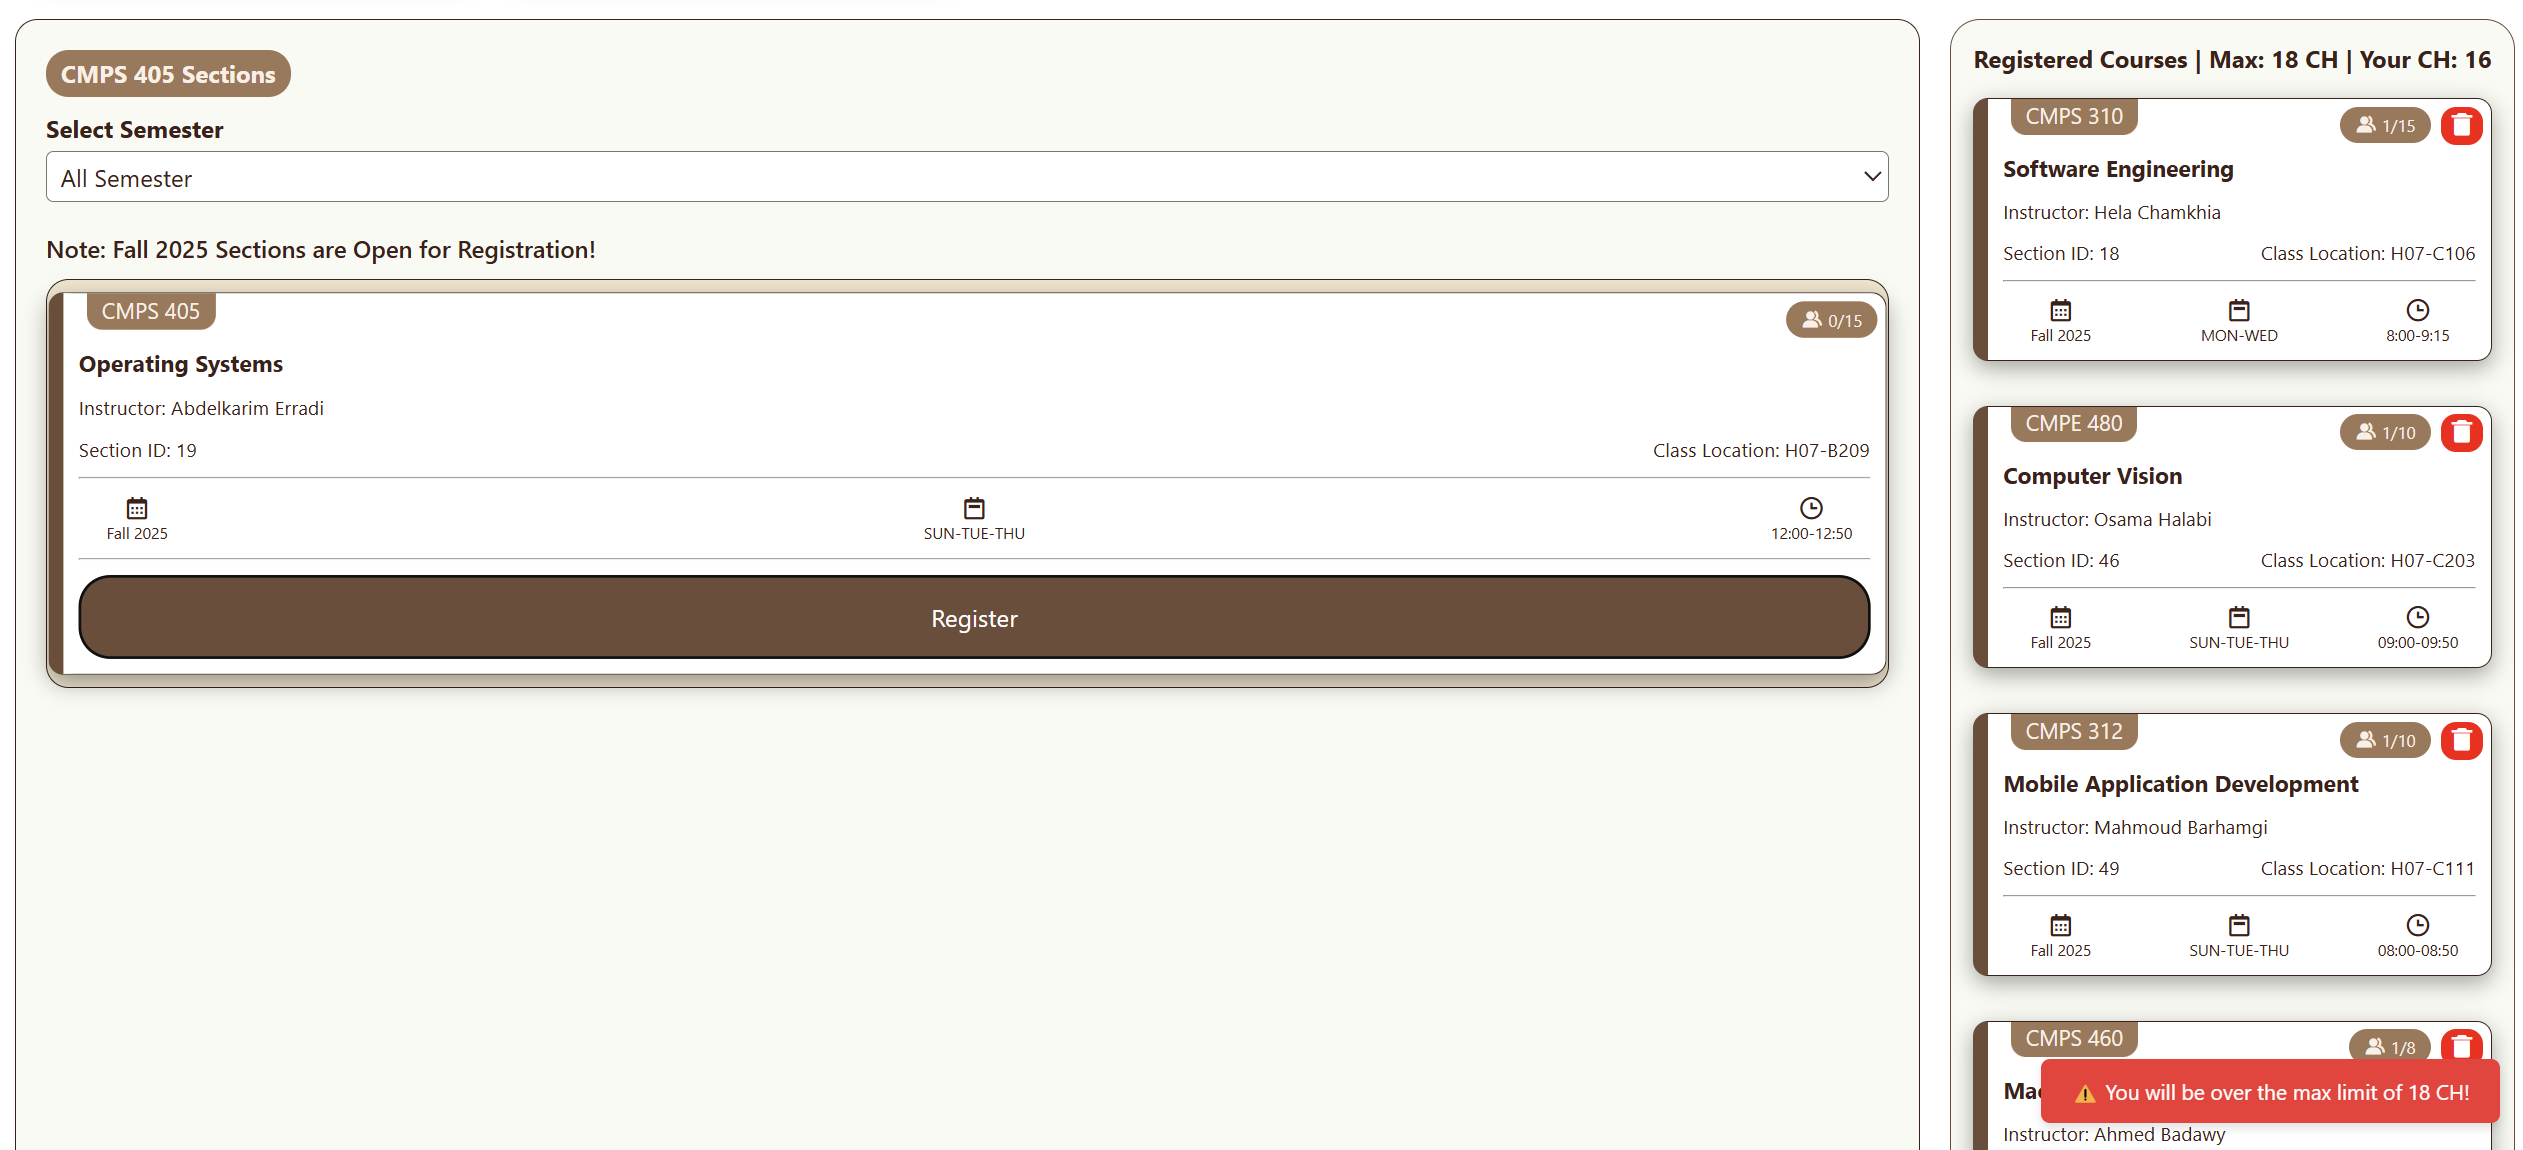 CMPS 405 Sections
Select Semester
All Semester
Note: Fall 2025 Sections are Open for Registration!
CMPS 405
0/15
Operating Systems
Instructor: Abdelkarim Erradi
Section ID: 19
Class Location: H07-B209
Fall 2025
SUN-TUE-THU
12:00-12:50
Register
Registered Courses | Max: 18 CH | Your CH: 16
CMPS 310
1/15
Software Engineering
Instructor: Hela Chamkhia
Section ID: 18
Class Location: H07-C106
Fall 2025
MON-WED
8:00-9:15
CMPE 480
1/10
Computer Vision
Instructor: Osama Halabi
Section ID: 46
Class Location: H07-C203
Fall 2025
SUN-TUE-THU
09:00-09:50
CMPS 312
1/10
Mobile Application Development
Instructor: Mahmoud Barhamgi
Section ID: 49
Class Location: H07-C111
Fall 2025
SUN-TUE-THU
08:00-08:50
CMPS 460
1/8
You will be over the max limit of 18 CH!
Instructor: Ahmed Badawy